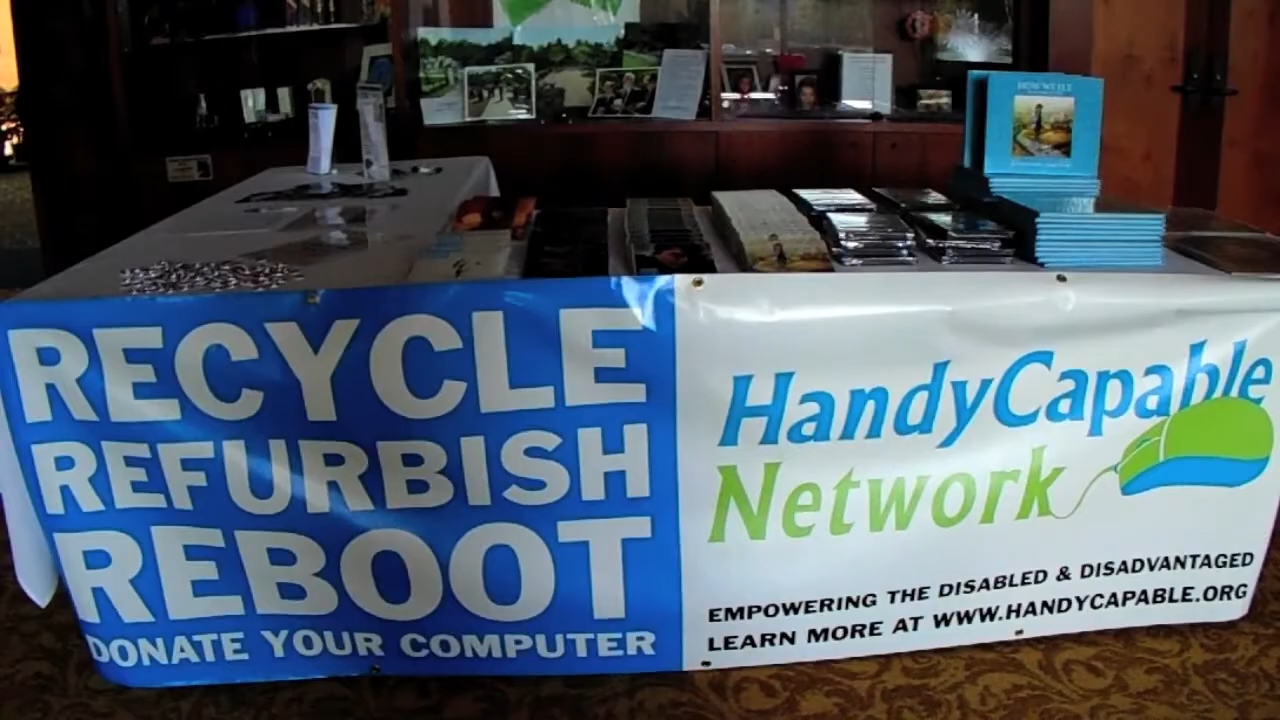 RECYCLE
REFURBISH
REBOOT
DONATE YOUR COMPUTER
HandyCapable
Network
EMPOWERING THE DISABLED & DISADVANTAGED
LEARN MORE AT WWW.HANDYCAPABLE.ORG